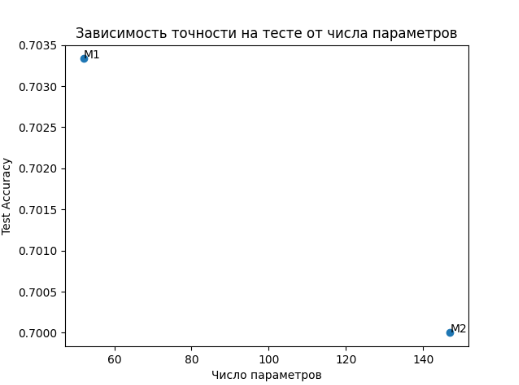 Зависимость точности на тесте от числа параметров
0.7035
M1
0.7030
0.7025
0.7020
0.7015
0.7010
0.7005
0.7000
M2
Test Accuracy
60
80
100
120
140
Число параметров